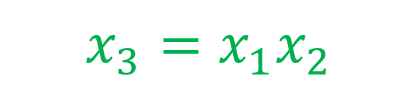 x₃ = x₁x₂